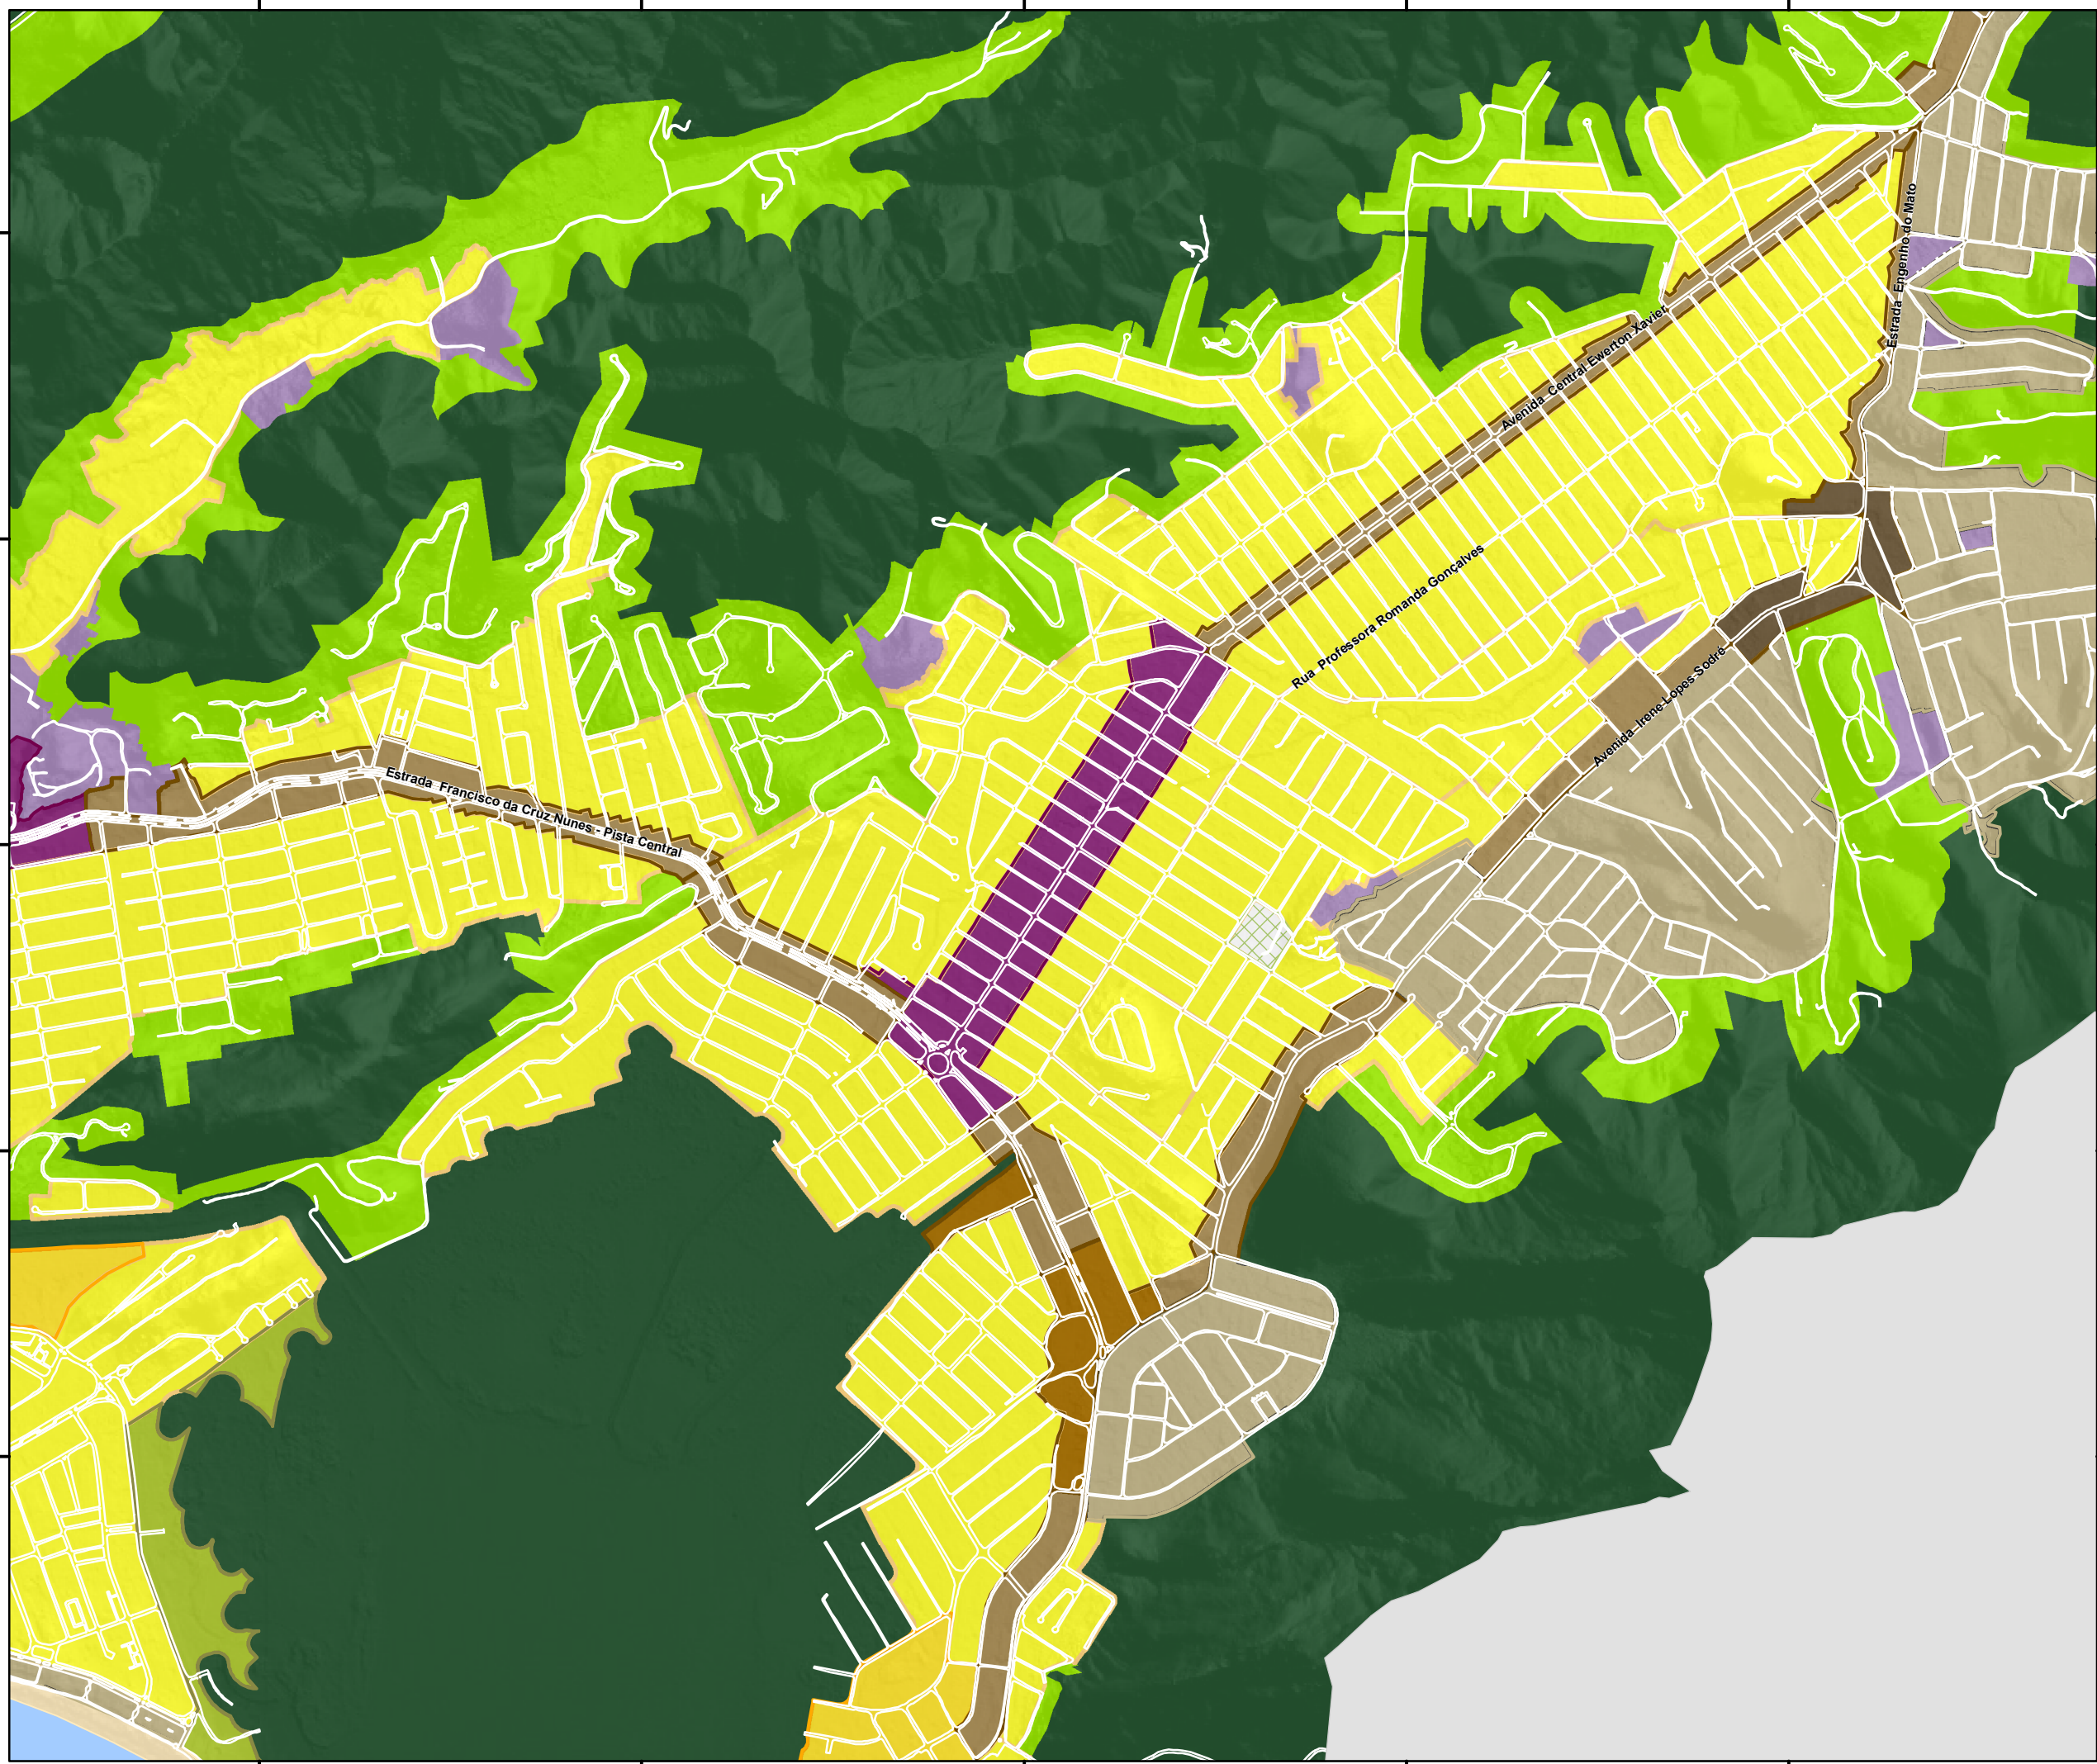 Estrada Engenho do Mato
Avenida Central Ewerton Xavier
Rua Professora Romanda Gonçalves
Avenida Irene Lopes Sodré
Estrada Francisco da Cruz Nunes - Pista Central